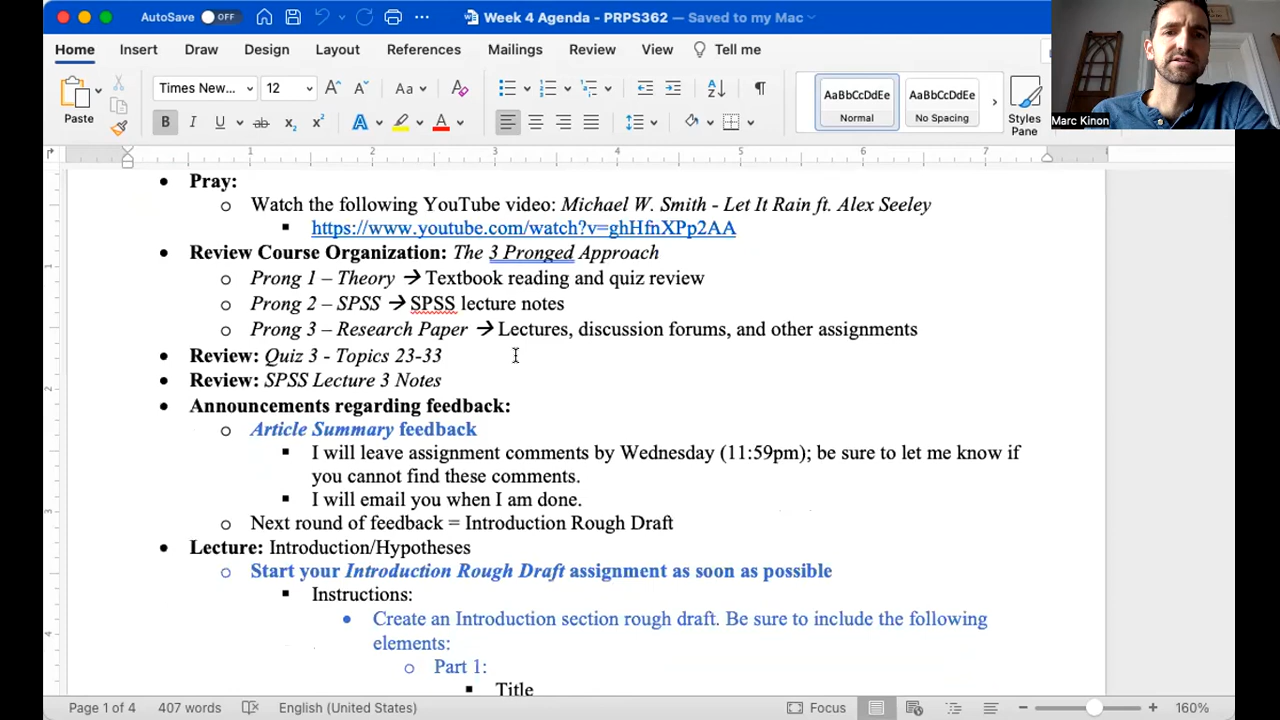 AutoSave OFF
Week 4 Agenda - PRPS362 — Saved to my Mac
Home Insert Draw Design Layout References Mailings Review View Tell me
Paste
Times New... 12
AaBbCcDdEe AaBbCcDdEe
Normal No Spacing
Styles Pane
Marc Kinon
1 2 3 4 5 6 7
• Pray:
o Watch the following YouTube video: Michael W. Smith - Let It Rain ft. Alex Seeley
▪ https://www.youtube.com/watch?v=ghHfnXPp2AA
• Review Course Organization: The 3 Pronged Approach
o Prong 1 – Theory → Textbook reading and quiz review
o Prong 2 – SPSS → SPSS lecture notes
o Prong 3 – Research Paper → Lectures, discussion forums, and other assignments
• Review: Quiz 3 - Topics 23-33
• Review: SPSS Lecture 3 Notes
• Announcements regarding feedback:
o Article Summary feedback
▪ I will leave assignment comments by Wednesday (11:59pm); be sure to let me know if
you cannot find these comments.
▪ I will email you when I am done.
o Next round of feedback = Introduction Rough Draft
• Lecture: Introduction/Hypotheses
o Start your Introduction Rough Draft assignment as soon as possible
▪ Instructions:
• Create an Introduction section rough draft. Be sure to include the following
elements:
o Part 1:
▪ Title
Page 1 of 4 407 words English (United States) Focus 160%